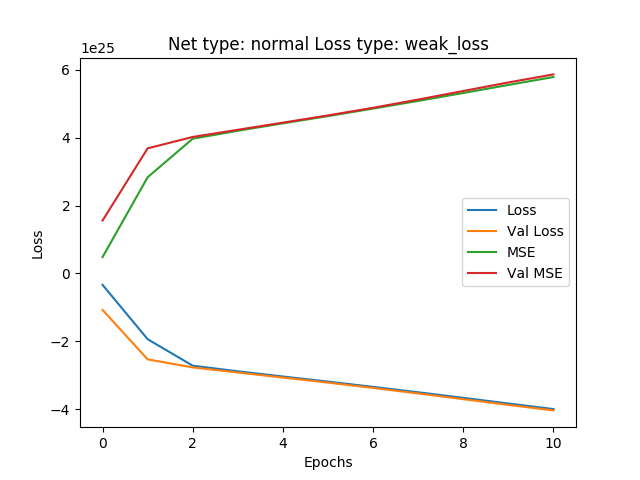 Net type: normal Loss type: weak_loss
1e25
6
4
2
0
−2
−4
Loss
Loss
Val Loss
MSE
Val MSE
0 2 4 6 8 10
Epochs